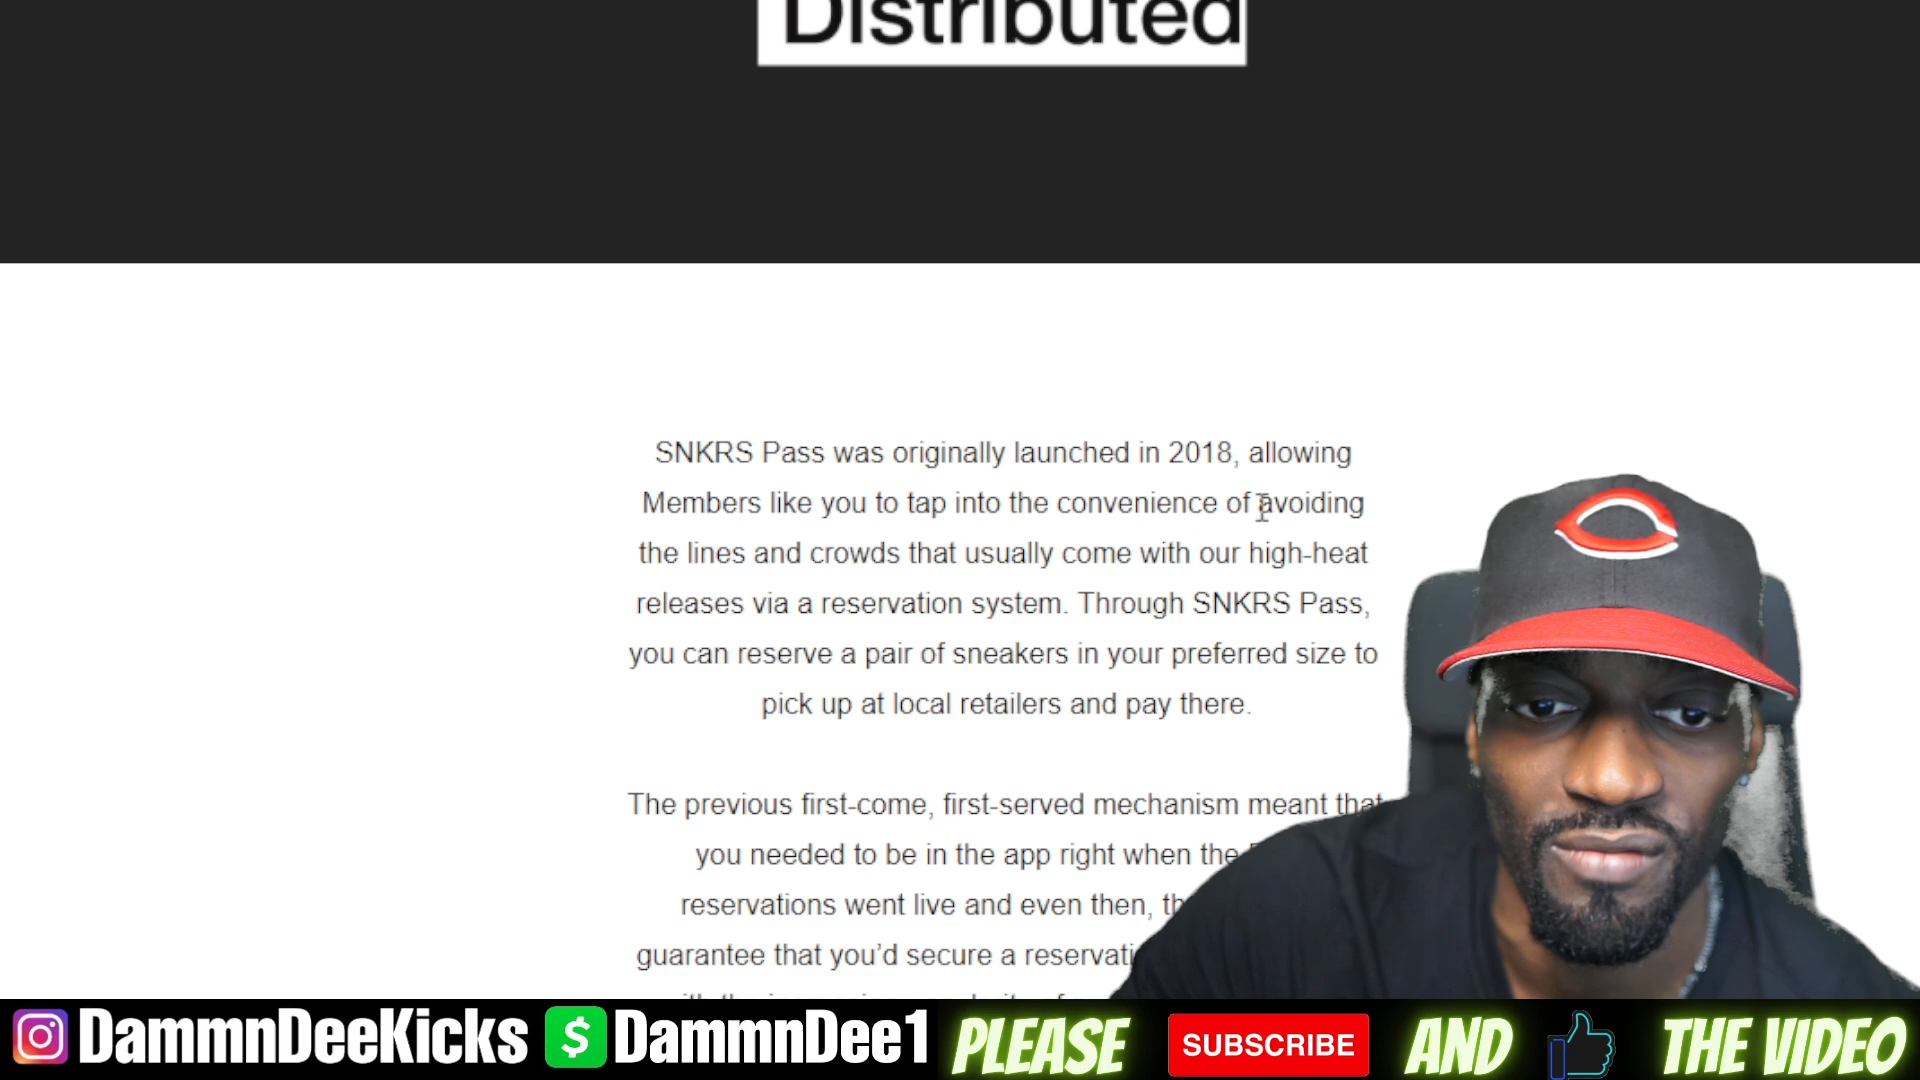 Distributed
SNKRS Pass was originally launched in 2018, allowing
Members like you to tap into the convenience of avoiding
the lines and crowds that usually come with our high-heat
releases via a reservation system. Through SNKRS Pass,
you can reserve a pair of sneakers in your preferred size to
pick up at local retailers and pay there.
The previous first-come, first-served mechanism meant that
you needed to be in the app right when the
reservations went live and even then,
guarantee that you’d secure a
DammnDeeKicks $ DammnDee1 PLEASE SUBSCRIBE AND THE VIDEO